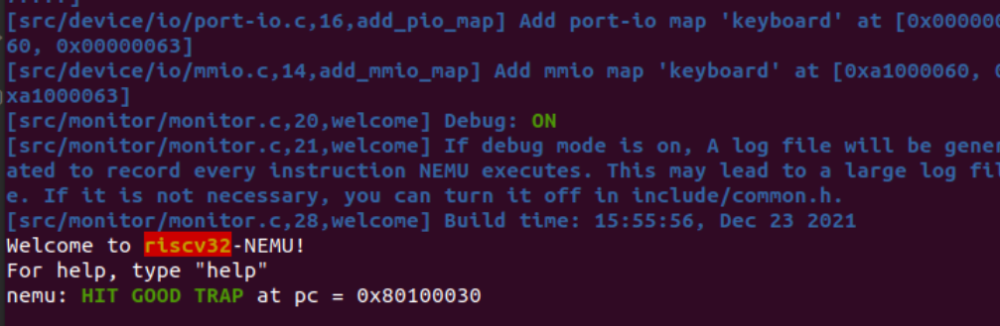 [src/device/io/port-io.c,16,add_pio_map] Add port-io map 'keyboard' at [0x000000
60, 0x00000063]
[src/device/io/mmio.c,14,add_mmio_map] Add mmio map 'keyboard' at [0xa1000060,
xa1000063]
[src/monitor/monitor.c,20,welcome] Debug: ON
[src/monitor/monitor.c,21,welcome] If debug mode is on, A log file will be gener
ated to record every instruction NEMU executes. This may lead to a large log fil
e. If it is not necessary, you can turn it off in include/common.h.
[src/monitor/monitor.c,28,welcome] Build time: 15:55:56, Dec 23 2021
Welcome to riscv32-NEMU!
For help, type "help"
nemu: HIT GOOD TRAP at pc = 0x80100030